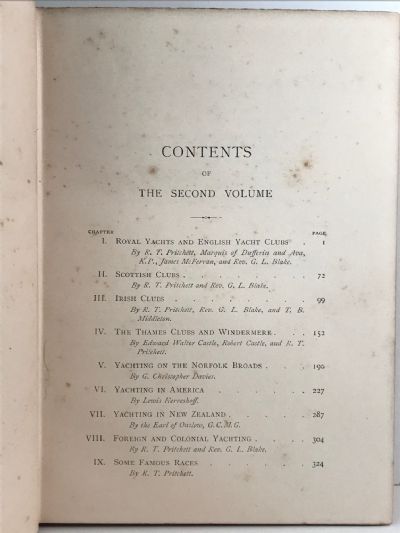 CONTENTS
OF
THE SECOND VOLUME
CHAPTER PAGE
I. ROYAL YACHTS AND ENGLISH YACHT CLUBS . 1
By R. T. Pritchett, Marquis of Dufferin and Ava,
K.P., James McFerran, and Rev. G. L. Blake.
II. SCOTTISH CLUBS . . . . . . . 72
By R. T. Pritchett and Rev. G. L. Blake.
III. IRISH CLUBS . . . . . . . 99
By R. T. Pritchett, Rev. G. L. Blake, and T. B.
Middleton.
IV. THE THAMES CLUBS AND WINDERMERE . . . 152
By Edward Walter Castle, Robert Castle, and R. T.
Pritchett.
V. YACHTING ON THE NORFOLK BROADS . . . 190
By G. Christopher Davies.
VI. YACHTING IN AMERICA . . . . . 227
By Lewis Herreshoff.
VII. YACHTING IN NEW ZEALAND . . . . . 287
By the Earl of Onslow, G.C.M.G.
VIII. FOREIGN AND COLONIAL YACHTING . . . . 304
By R. T. Pritchett and Rev. G. L. Blake.
IX. SOME FAMOUS RACES . . . . . 324
By R. T. Pritchett.